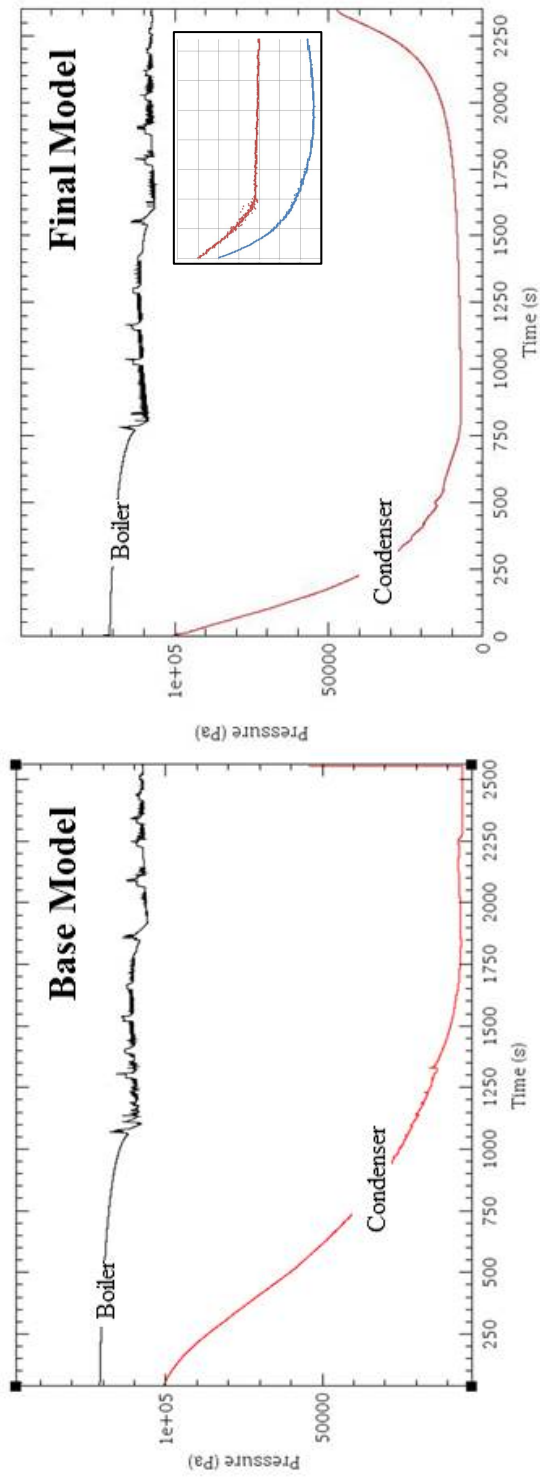 Base Model
Pressure (Pa)
1e+05
50000
Boiler
Condenser
250
500
750
1000
1250
1500
1750
2000
2250
2500
Time (s)
Final Model
Pressure (Pa)
1e+05
50000
0
Boiler
Condenser
0
250
500
750
1000
1250
1500
1750
2000
2250
Time (s)